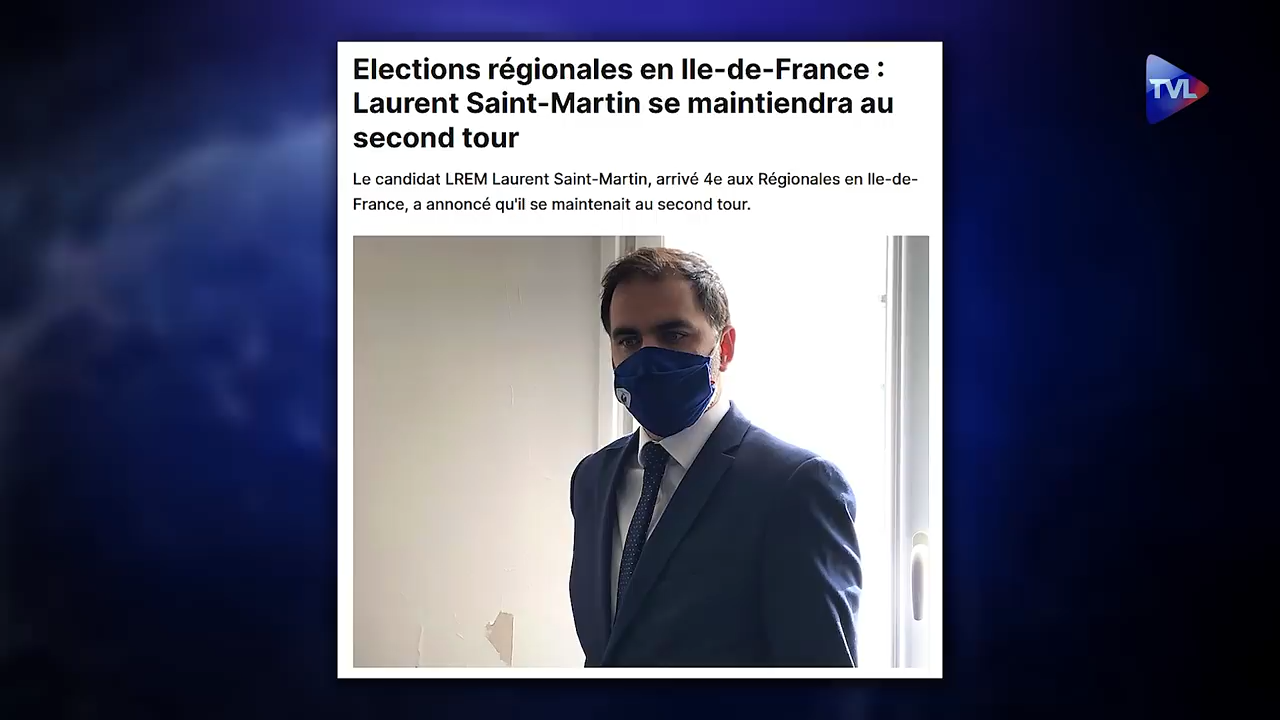 Elections régionales en Ile-de-France :
Laurent Saint-Martin se maintiendra au
second tour
Le candidat LREM Laurent Saint-Martin, arrivé 4e aux Régionales en Ile-de-
France, a annoncé qu'il se maintenait au second tour.
TVL